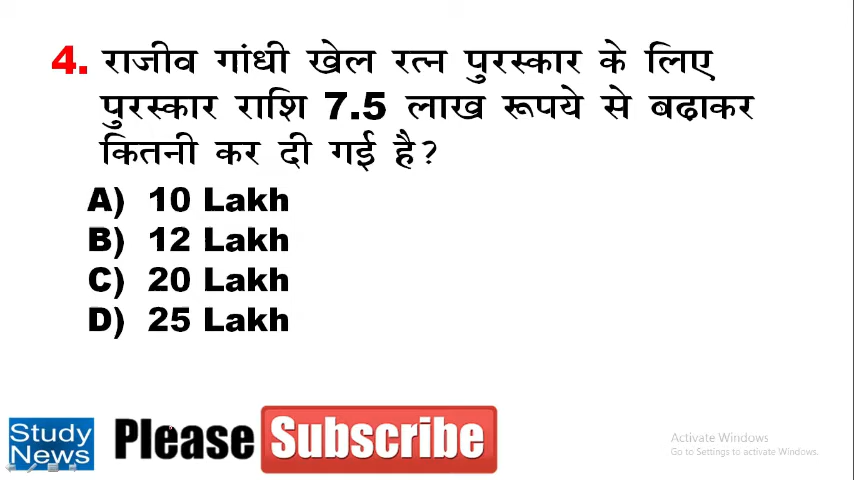 4. राजीव गांधी खेल रत्न पुरस्कार के लिए
पुरस्कार राशि 7.5 लाख रूपये से बढ़ाकर
कितनी कर दी गई है?
A) 10 Lakh
B) 12 Lakh
C) 20 Lakh
D) 25 Lakh
Study
News
Please Subscribe
Activate Windows
Go to Settings to activate Windows.